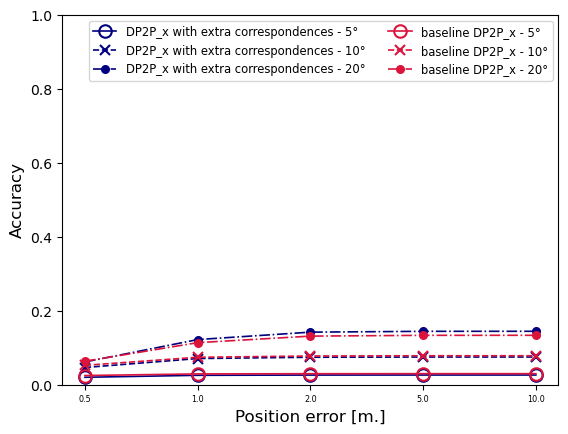 DP2P_x with extra correspondences - 5°
DP2P_x with extra correspondences - 10°
DP2P_x with extra correspondences - 20°
baseline DP2P_x - 5°
baseline DP2P_x - 10°
baseline DP2P_x - 20°
1.0
0.8
0.6
0.4
0.2
0.0
Accuracy
0.5 1.0 2.0 5.0 10.0
Position error [m.]